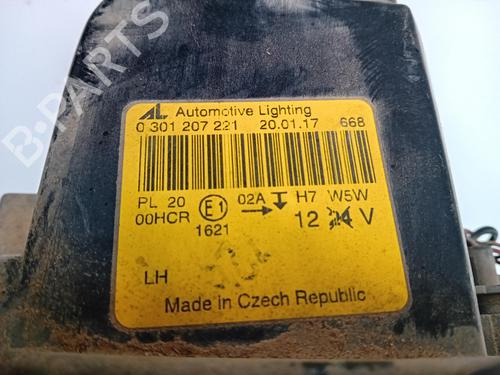 AL Automotive Lighting
0 301 207 221 20.01.17 668
PL 20 02A H7 W5W
00HCR E1 12 24 V
1621
LH
Made in Czech Republic
B-PARTS